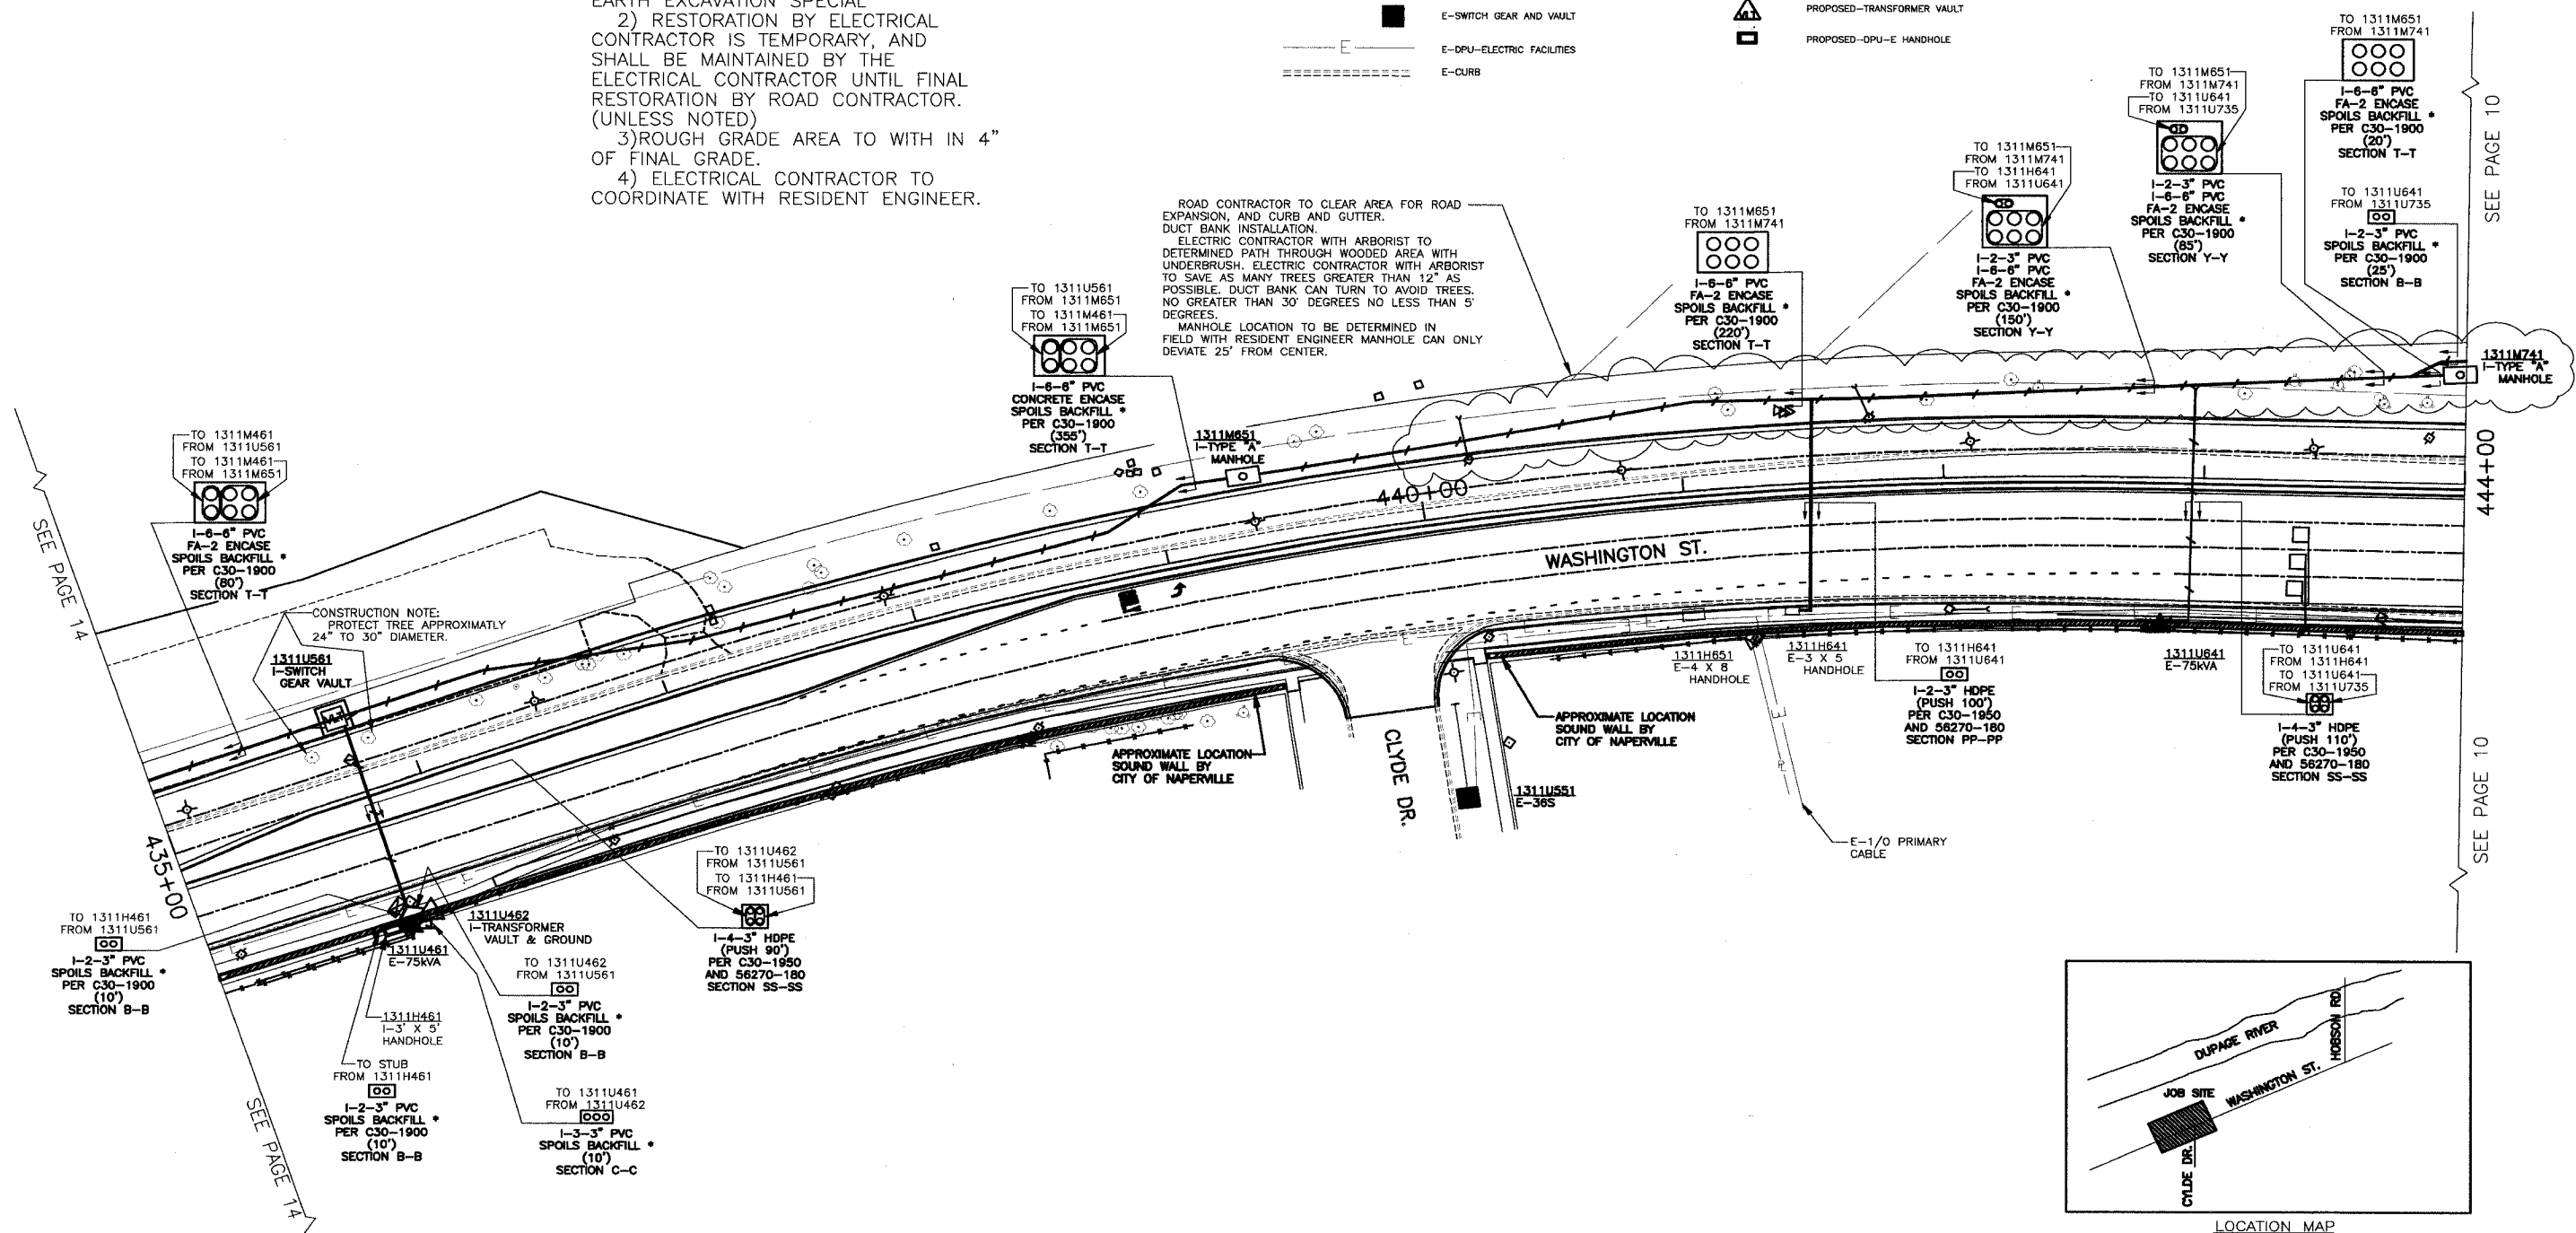 EARTH EXCAVATION SPECIAL
2) RESTORATION BY ELECTRICAL
CONTRACTOR IS TEMPORARY, AND
SHALL BE MAINTAINED BY THE
ELECTRICAL CONTRACTOR UNTIL FINAL
RESTORATION BY ROAD CONTRACTOR.
(UNLESS NOTED)
3)ROUGH GRADE AREA TO WITH IN 4"
OF FINAL GRADE.
4) ELECTRICAL CONTRACTOR TO
COORDINATE WITH RESIDENT ENGINEER.
E-SWITCH GEAR AND VAULT
E
E-DPU-ELECTRIC FACILITIES
E-CURB
VLT
PROPOSED-TRANSFORMER VAULT
PROPOSED-DPU-E HANDHOLE
ROAD CONTRACTOR TO CLEAR AREA FOR ROAD
EXPANSION, AND CURB AND GUTTER.
DUCT BANK INSTALLATION.
ELECTRIC CONTRACTOR WITH ARBORIST TO
DETERMINED PATH THROUGH WOODED AREA WITH
UNDERBRUSH. ELECTRIC CONTRACTOR WITH ARBORIST
TO SAVE AS MANY TREES GREATER THAN 12" AS
POSSIBLE. DUCT BANK CAN TURN TO AVOID TREES.
NO GREATER THAN 30' DEGREES NO LESS THAN 5'
DEGREES.
MANHOLE LOCATION TO BE DETERMINED IN
FIELD WITH RESIDENT ENGINEER MANHOLE CAN ONLY
DEVIATE 25' FROM CENTER.
TO 1311M461
FROM 1311U561
TO 1311M461
FROM 1311M651
I-6-6" PVC
FA-2 ENCASE
SPOILS BACKFILL *
PER C30-1900
(80')
SECTION T-T
TO 1311U561
FROM 1311M651
TO 1311M461
FROM 1311M651
I-6-6" PVC
CONCRETE ENCASE
SPOILS BACKFILL *
PER C30-1900
(355')
SECTION T-T
TO 1311M651
FROM 1311M741
I-6-6" PVC
FA-2 ENCASE
SPOILS BACKFILL *
PER C30-1900
(220')
SECTION T-T
TO 1311M651
FROM 1311M741
TO 1311H641
FROM 1311U641
I-2-3" PVC
I-6-6" PVC
FA-2 ENCASE
SPOILS BACKFILL *
PER C30-1900
(150')
SECTION Y-Y
TO 1311M651
FROM 1311M741
TO 1311U641
FROM 1311U735
I-2-3" PVC
I-6-6" PVC
FA-2 ENCASE
SPOILS BACKFILL *
PER C30-1900
(85')
SECTION Y-Y
TO 1311M651
FROM 1311M741
I-6-6" PVC
FA-2 ENCASE
SPOILS BACKFILL *
PER C30-1900
(20')
SECTION T-T
TO 1311U641
FROM 1311U735
I-2-3" PVC
SPOILS BACKFILL *
PER C30-1900
(25')
SECTION B-B
SEE PAGE 10
1311M741
I-TYPE "A"
MANHOLE
1311M651
I-TYPE "A"
MANHOLE
440+00
444+00
WASHINGTON ST.
SEE PAGE 14
CONSTRUCTION NOTE:
PROTECT TREE APPROXIMATLY
24" TO 30" DIAMETER.
1311U561
I-SWITCH
GEAR VAULT
VLT
435+00
APPROXIMATE LOCATION
SOUND WALL BY
CITY OF NAPERVILLE
CLYDE DR.
APPROXIMATE LOCATION
SOUND WALL BY
CITY OF NAPERVILLE
1311U551
E-36S
1311H651
E-4 X 8
HANDHOLE
1311H641
E-3 X 5
HANDHOLE
TO 1311H641
FROM 1311U641
I-2-3" HDPE
(PUSH 100')
PER C30-1950
AND 56270-180
SECTION PP-PP
1311U641
E-75kVA
TO 1311U641
FROM 1311H641
TO 1311U641
FROM 1311U735
I-4-3" HDPE
(PUSH 110')
PER C30-1950
AND 56270-180
SECTION SS-SS
SEE PAGE 10
E-1/0 PRIMARY
CABLE
TO 1311U462
FROM 1311U561
TO 1311H461
FROM 1311U561
I-4-3" HDPE
(PUSH 90')
PER C30-1950
AND 56270-180
SECTION SS-SS
TO 1311H461
FROM 1311U561
I-2-3" PVC
SPOILS BACKFILL *
PER C30-1900
(10')
SECTION B-B
1311U462
I-TRANSFORMER
VAULT & GROUND
1311U461
E-75kVA
TO 1311U462
FROM 1311U561
I-2-3" PVC
SPOILS BACKFILL *
PER C30-1900
(10')
SECTION B-B
1311H461
I-3' X 5'
HANDHOLE
TO STUB
FROM 1311H461
I-2-3" PVC
SPOILS BACKFILL *
PER C30-1900
(10')
SECTION B-B
TO 1311U461
FROM 1311U462
I-3-3" PVC
SPOILS BACKFILL *
(10')
SECTION C-C
SEE PAGE 14
DUPAGE RIVER
HOBSON RD.
JOB SITE
WASHINGTON ST.
CYLDE DR.
LOCATION MAP